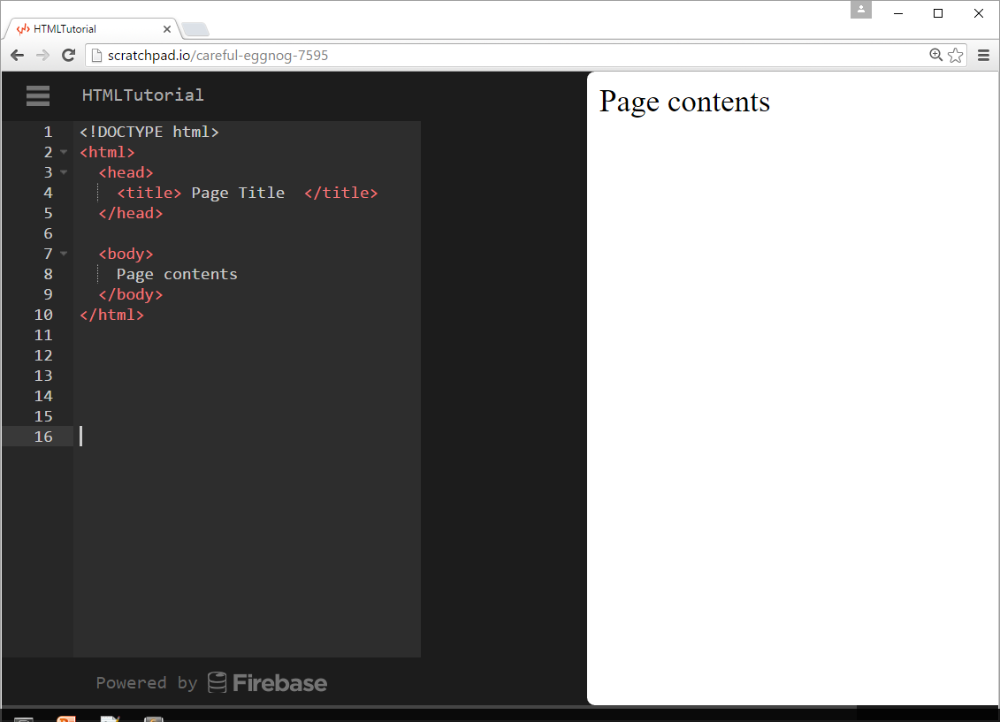 HTMLTutorial
scratchpad.io/careful-eggnog-7595
HTMLTutorial
1 <!DOCTYPE html>
2 <html>
3   <head>
4     <title> Page Title  </title>
5   </head>
6
7   <body>
8     Page contents
9   </body>
10 </html>
11
12
13
14
15
16
Powered by Firebase
Page contents